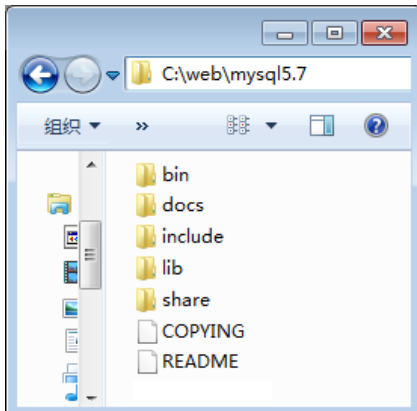 C:\web\mysql5.7
组织 »
bin
docs
include
lib
share
COPYING
README